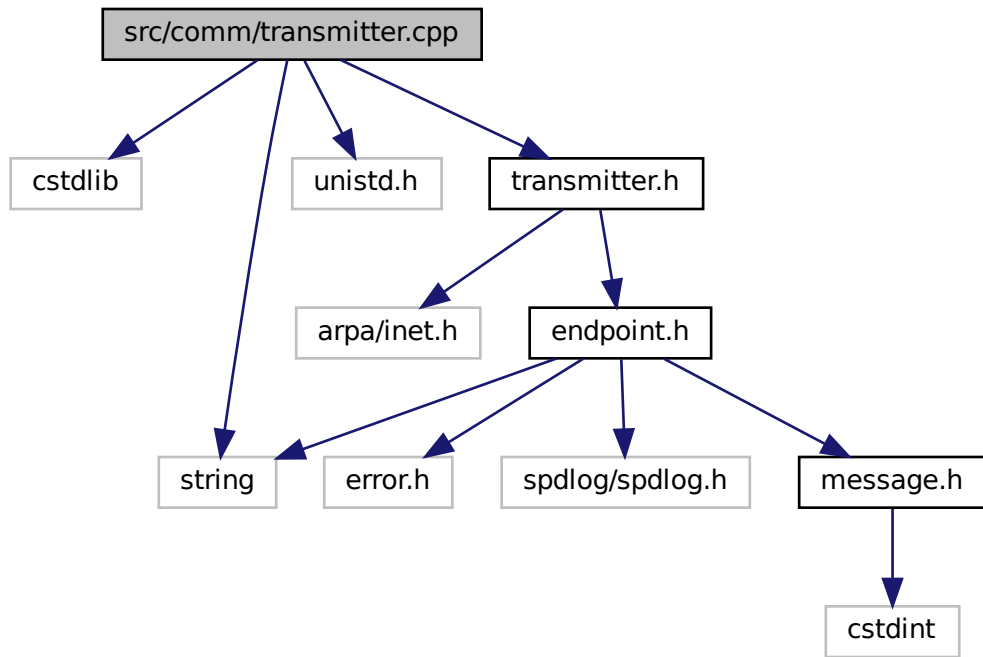 src/comm/transmitter.cpp
cstdlib
unistd.h
transmitter.h
arpa/inet.h
endpoint.h
string
error.h
spdlog/spdlog.h
message.h
cstdint